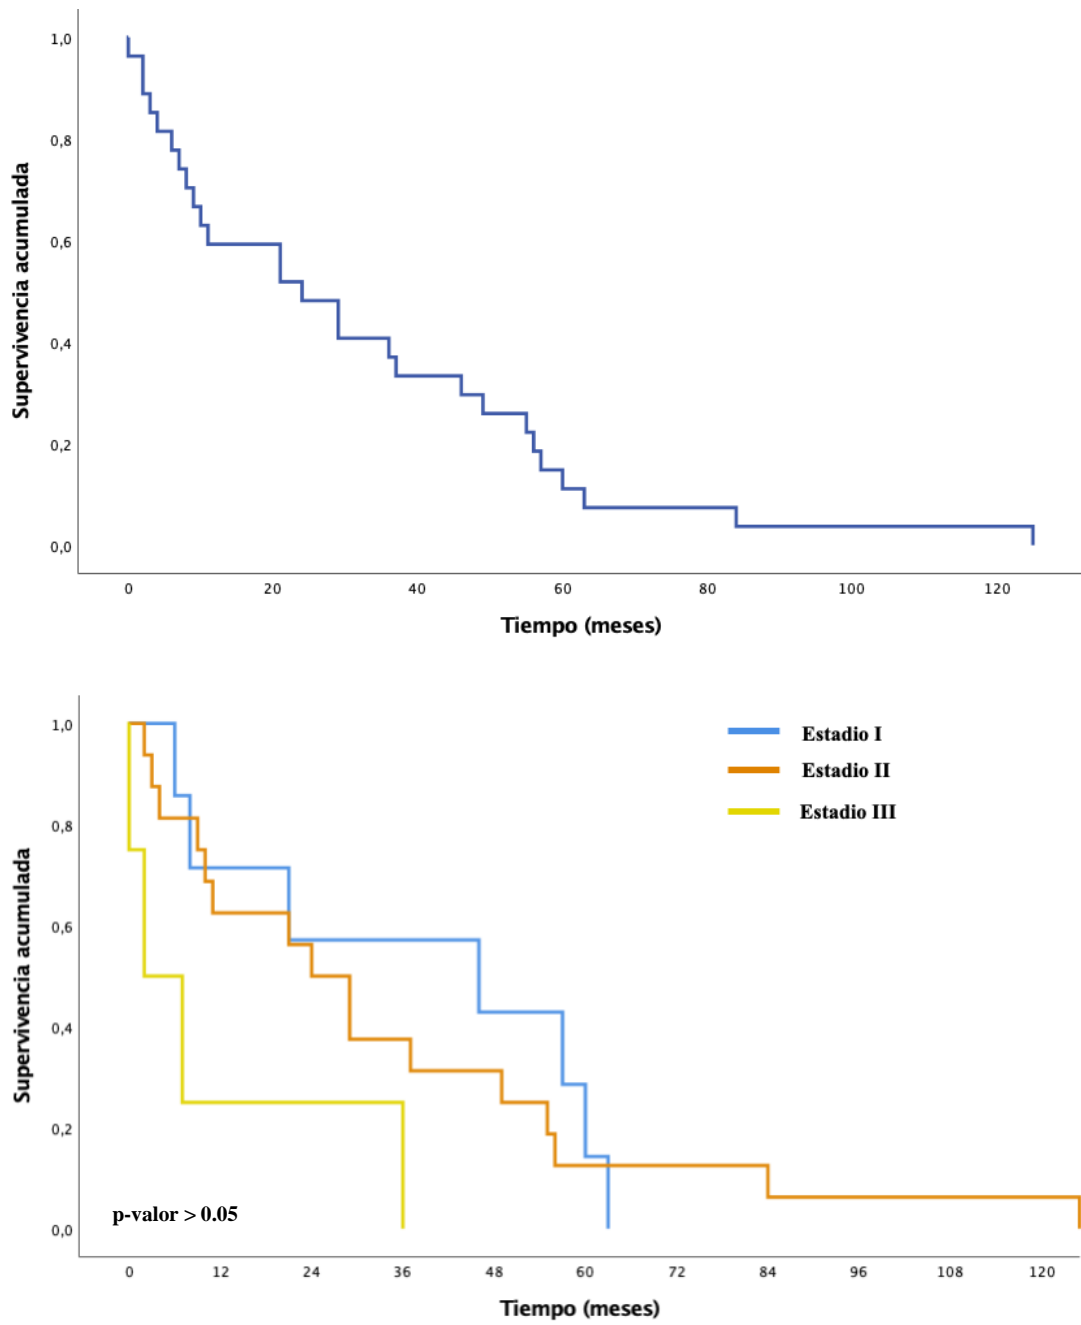 Supervivencia acumulada
1,0
0,8
0,6
0,4
0,2
0,0
0 20 40 60 80 100 120
Tiempo (meses)
Supervivencia acumulada
1,0
0,8
0,6
0,4
0,2
0,0
Estadio I
Estadio II
Estadio III
p-valor > 0.05
0 12 24 36 48 60 72 84 96 108 120
Tiempo (meses)